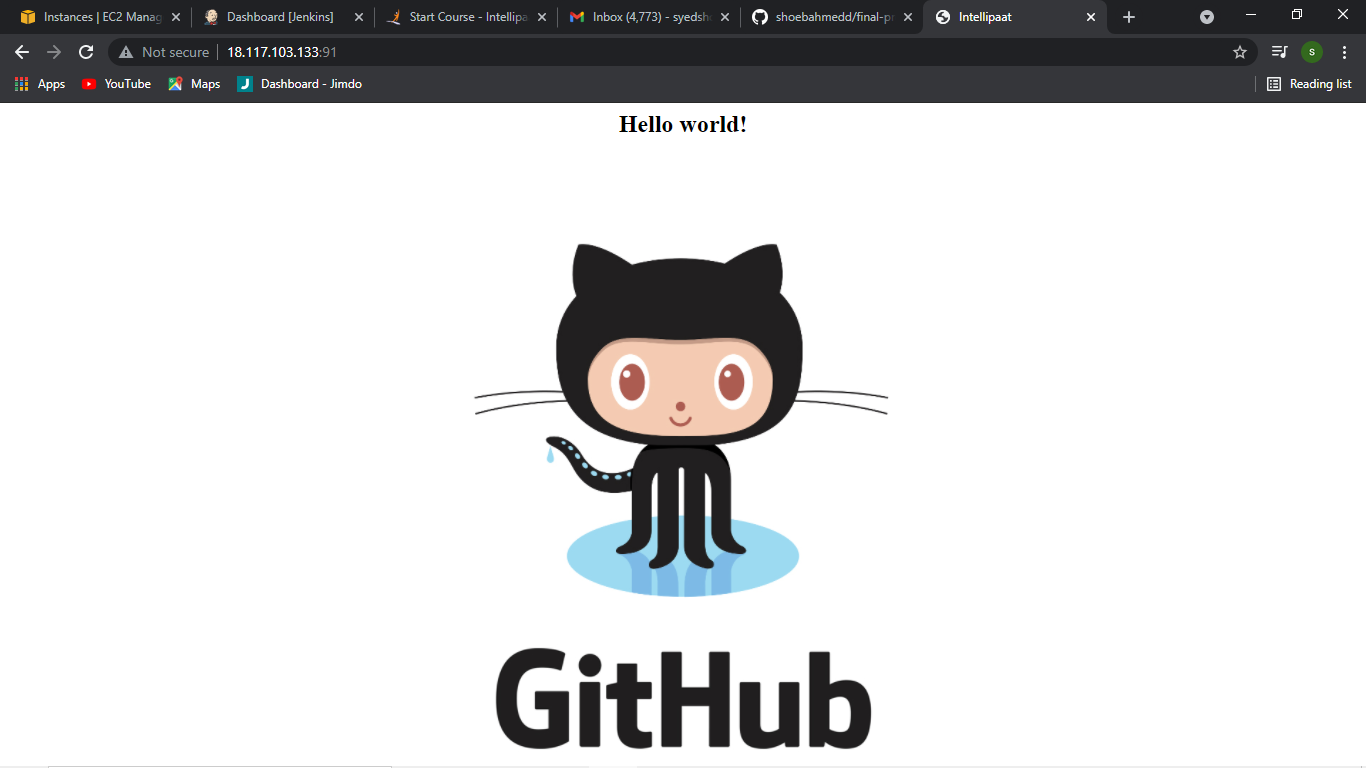 Instances | EC2 Manag
Dashboard [Jenkins]
Start Course - Intellipa
Inbox (4,773) - syedsh
shoebahmedd/final-pr
Intellipaat
Not secure
18.117.103.133:91
s
Apps
YouTube
Maps
Dashboard - Jimdo
Reading list
Hello world!
GitHub